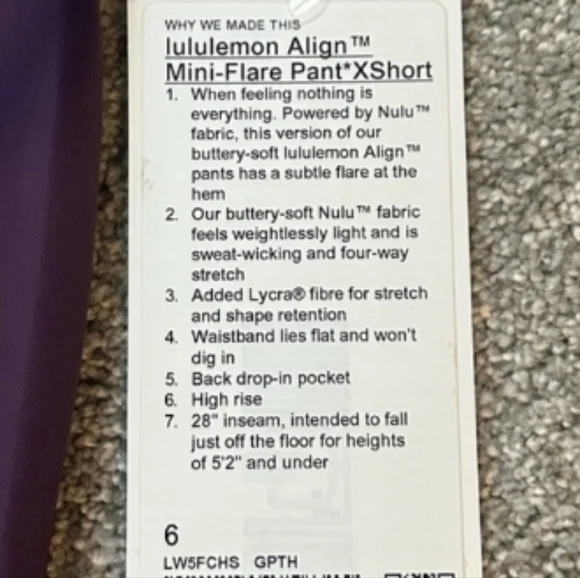 WHY WE MADE THIS
lululemon Align™
Mini-Flare Pant*XShort
1. When feeling nothing is
everything. Powered by Nulu™
fabric, this version of our
buttery-soft lululemon Align™
pants has a subtle flare at the
hem
2. Our buttery-soft Nulu™ fabric
feels weightlessly light and is
sweat-wicking and four-way
stretch
3. Added Lycra® fibre for stretch
and shape retention
4. Waistband lies flat and won't
dig in
5. Back drop-in pocket
6. High rise
7. 28" inseam, intended to fall
just off the floor for heights
of 5'2" and under
6
LW5FCHS GPTH